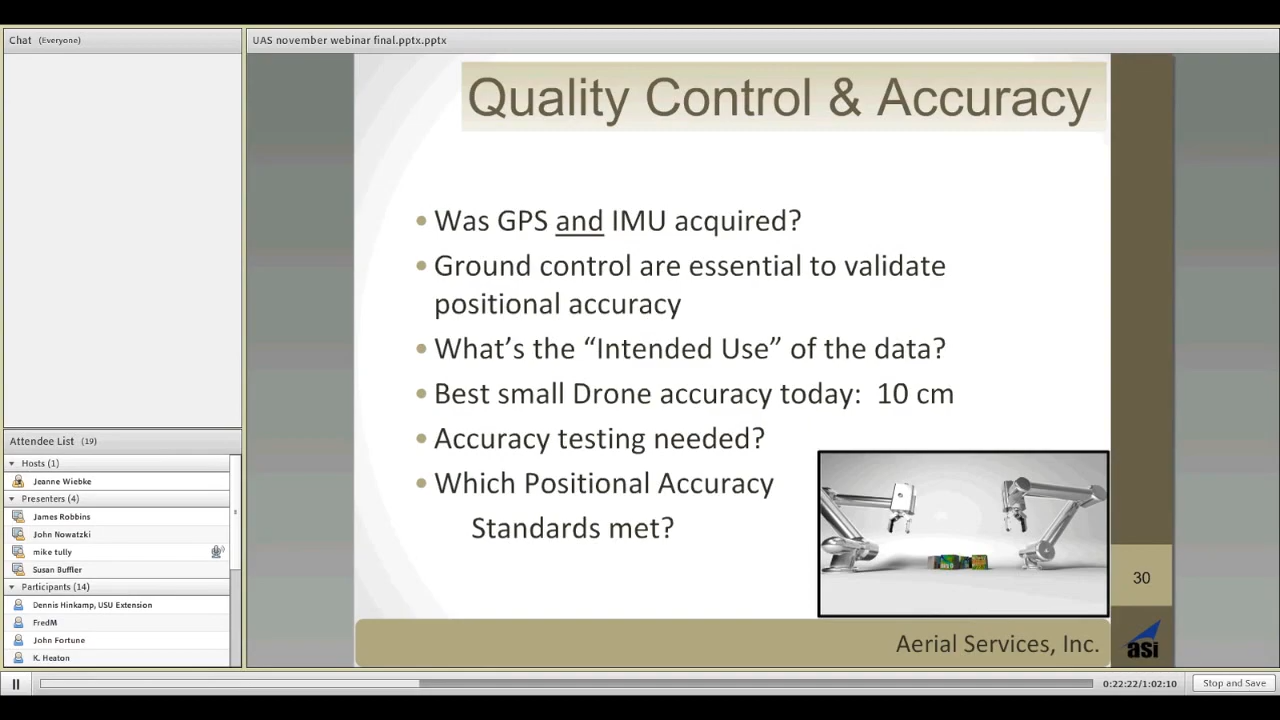 Chat (Everyone)
UAS november webinar final.pptx.pptx
Quality Control & Accuracy
• Was GPS and IMU acquired?
• Ground control are essential to validate
positional accuracy
• What's the “Intended Use” of the data?
• Best small Drone accuracy today: 10 cm
• Accuracy testing needed?
• Which Positional Accuracy
Standards met?
30
Aerial Services, Inc.
asi
Attendee List (19)
Hosts (1)
Jeanne Wiebke
Presenters (4)
James Robbins
John Nowatzki
mike tully
Susan Buffler
Participants (14)
Dennis Hinkamp, USU Extension
FredM
John Fortune
K. Heaton
0:22:22/1:02:10
Stop and Save